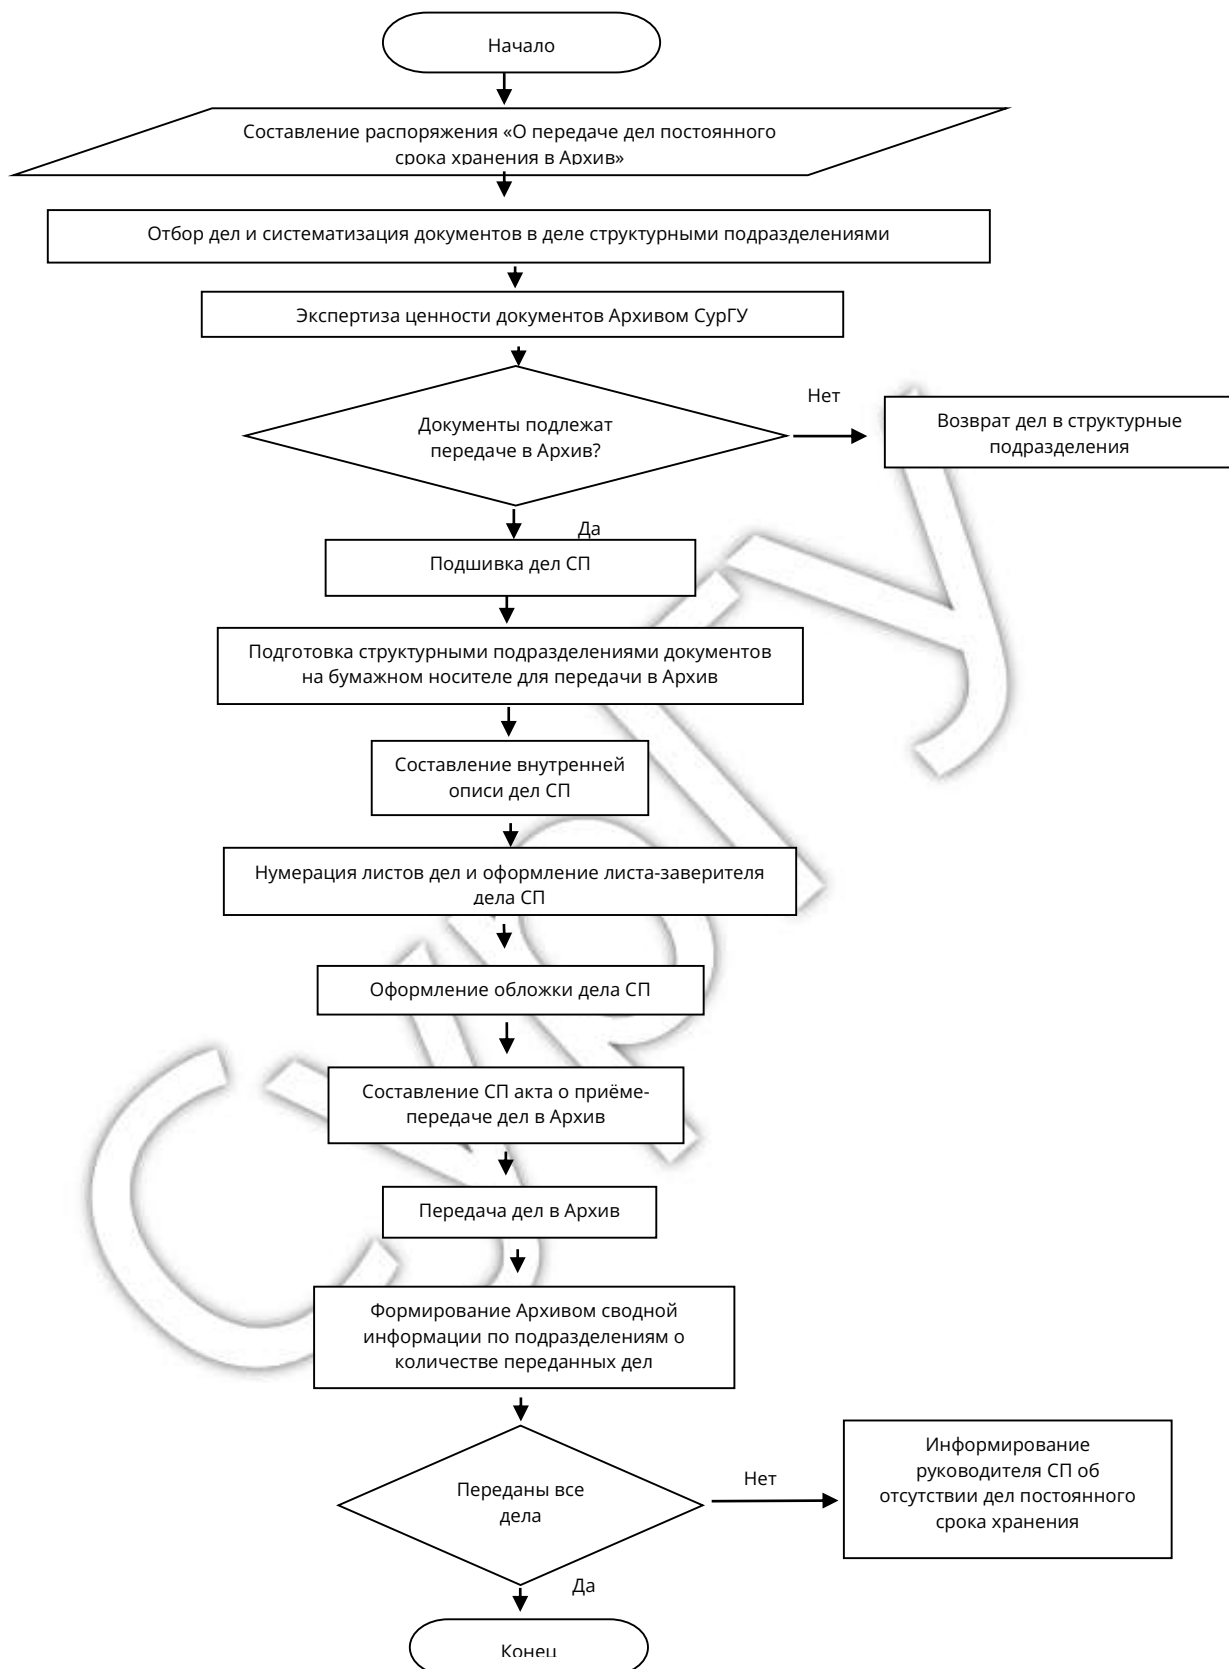 Начало
Составление распоряжения «О передаче дел постоянного
срока хранения в Архив»
Отбор дел и систематизация документов в деле структурными подразделениями
Экспертиза ценности документов Архивом СурГУ
Документы подлежат
передаче в Архив?
Нет
Возврат дел в структурные
подразделения
Да
Подшивка дел СП
Подготовка структурными подразделениями документов
на бумажном носителе для передачи в Архив
Составление внутренней
описи дел СП
Нумерация листов дел и оформление листа-заверителя
дела СП
Оформление обложки дела СП
Составление СП акта о приёме-
передаче дел в Архив
Передача дел в Архив
Формирование Архивом сводной
информации по подразделениям о
количестве переданных дел
Переданы все
дела
Нет
Информирование
руководителя СП об
отсутствии дел постоянного
срока хранения
Да
Конец
СурГУ